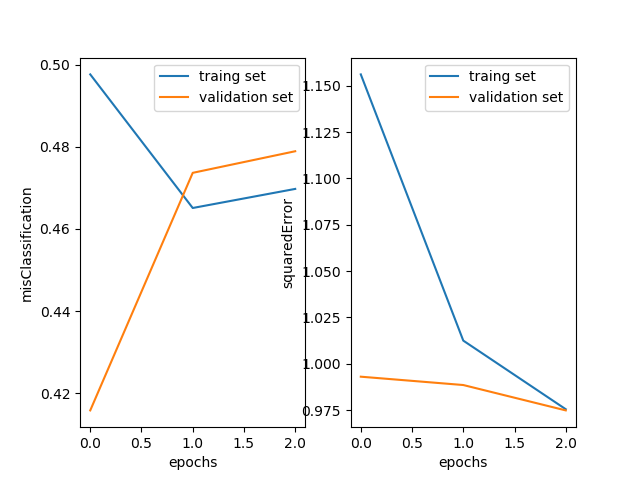 0.50
0.48
0.46
0.44
0.42
misClassification
0.0
0.5
1.0
1.5
2.0
epochs
traing set
validation set
1.150
1.125
1.100
1.075
1.050
1.025
1.000
0.975
squaredError
0.0
0.5
1.0
1.5
2.0
epochs
traing set
validation set